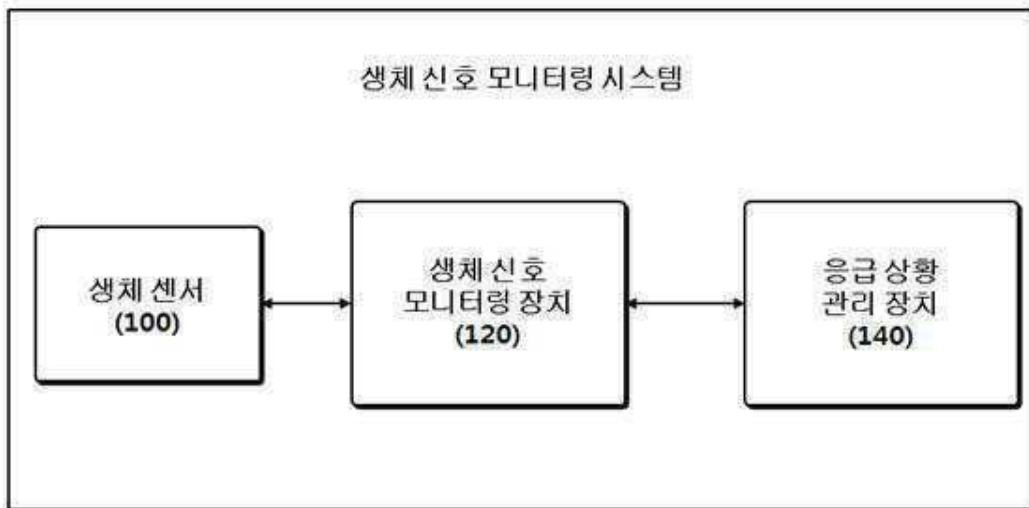 생체 신호 모니터링 시스템
생체 센서
(100)
생체 신호
모니터링 장치
(120)
응급 상황
관리 장치
(140)